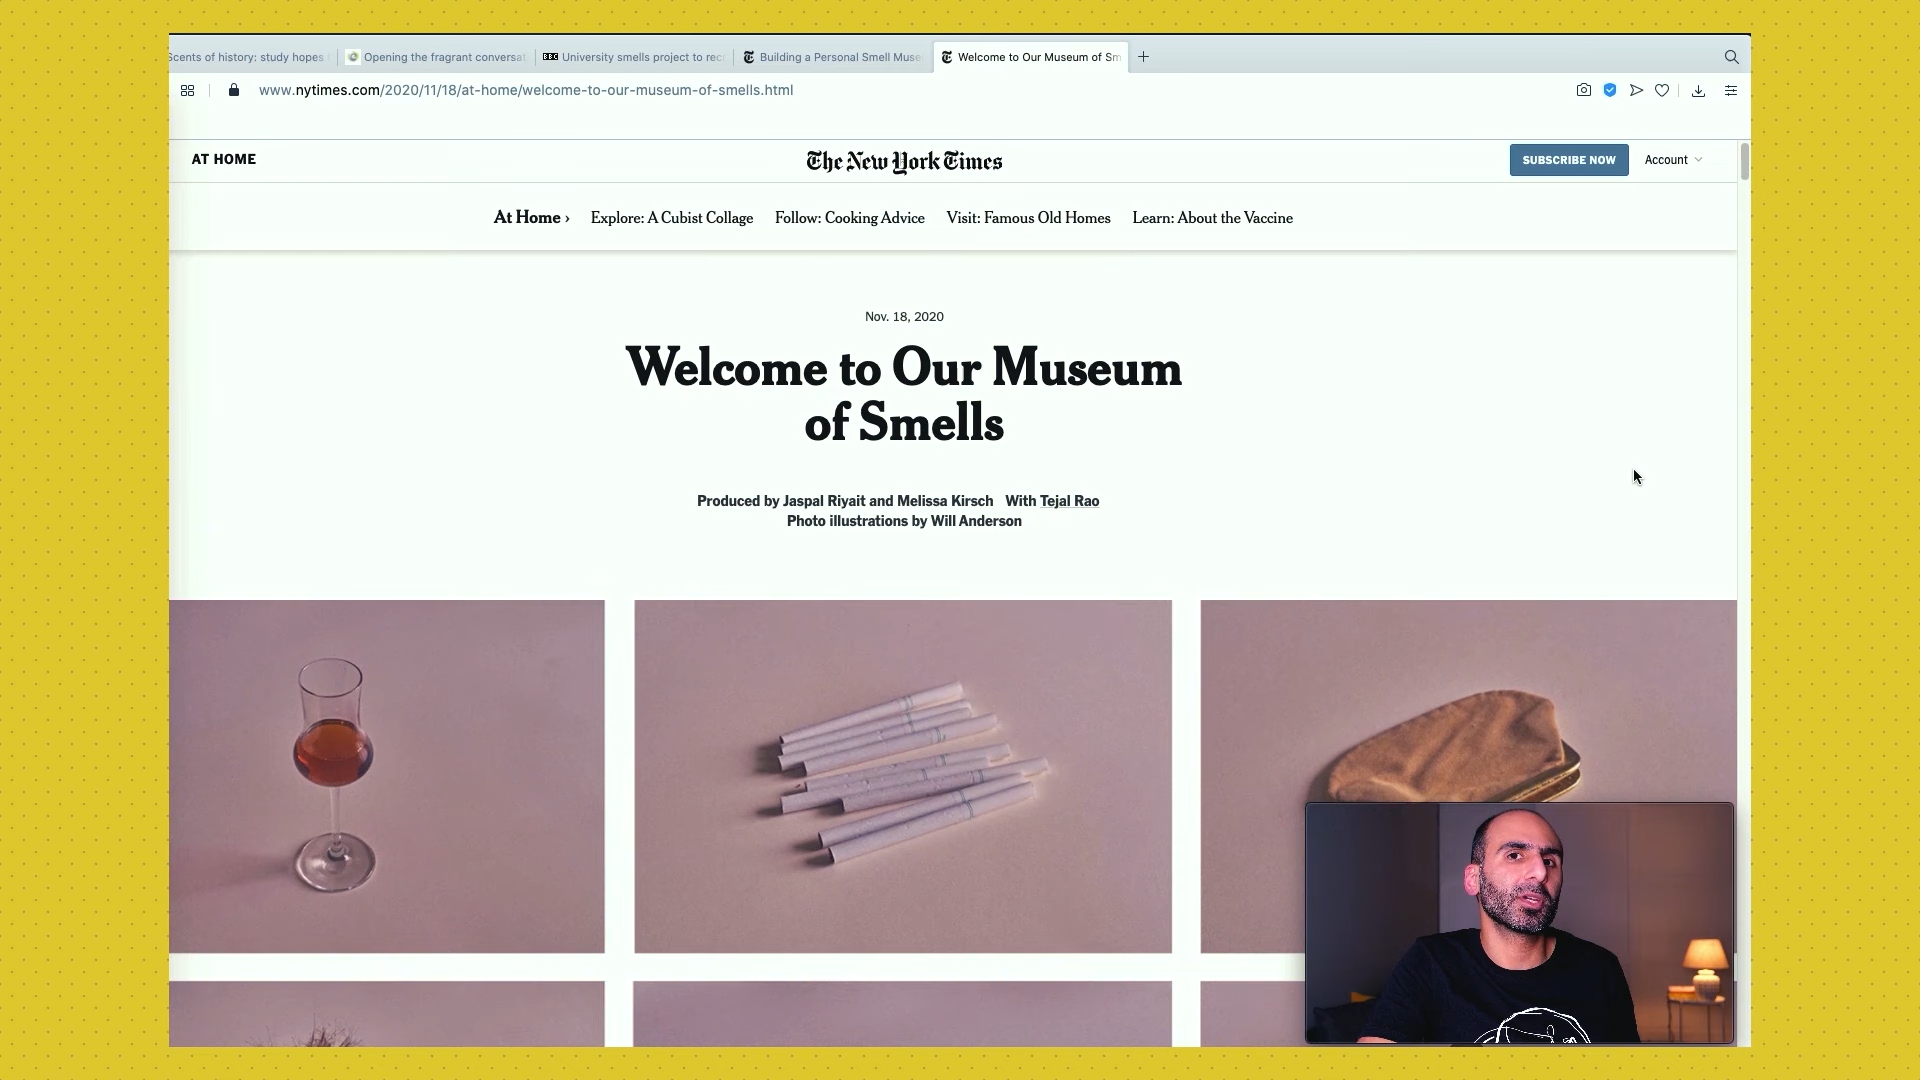 Scents of history: study hopes
Opening the fragrant conversat
BBC University smells project to rec
Building a Personal Smell Muse
Welcome to Our Museum of Sm
www.nytimes.com/2020/11/18/at-home/welcome-to-our-museum-of-smells.html
AT HOME
The New York Times
SUBSCRIBE NOW
Account
At Home ›
Explore: A Cubist Collage
Follow: Cooking Advice
Visit: Famous Old Homes
Learn: About the Vaccine
Nov. 18, 2020
Welcome to Our Museum
of Smells
Produced by Jaspal Riyait and Melissa Kirsch With Tejal Rao
Photo illustrations by Will Anderson